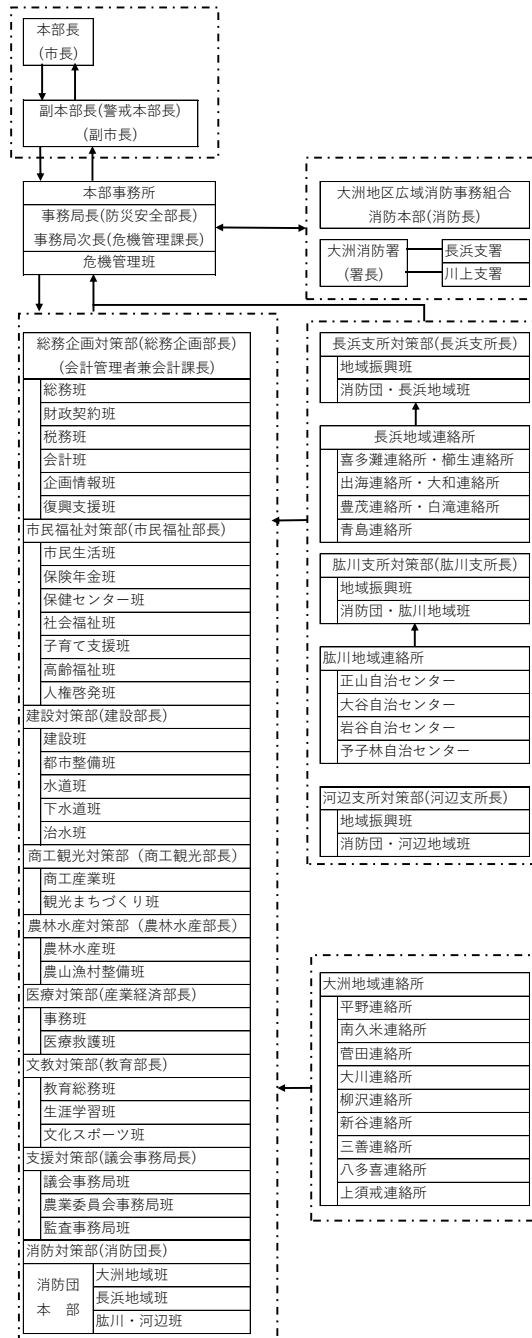 本部長
(市長)
副本部長(警戒本部長)
(副市長)
本部事務所
事務局長(防災安全部長)
事務局次長(危機管理課長)
危機管理班
大洲地区広域消防事務組合
消防本部(消防長)
大洲消防署
(署長)
長浜支署
川上支署
総務企画対策部(総務企画部長)
(会計管理者兼会計課長)
総務班
財政契約班
税務班
会計班
企画情報班
復興支援班
市民福祉対策部(市民福祉部長)
市民生活班
保険年金班
保健センター班
社会福祉班
子育て支援班
高齢福祉班
人権啓発班
建設対策部(建設部長)
建設班
都市整備班
水道班
下水道班
治水班
商工観光対策部(商工観光部長)
商工産業班
観光まちづくり班
農林水産対策部(農林水産部長)
農林水産班
農山漁村整備班
医療対策部(産業経済部長)
事務班
医療救護班
文教対策部(教育部長)
教育総務班
生涯学習班
文化スポーツ班
支援対策部(議会事務局長)
議会事務局班
農業委員会事務局班
監査事務局班
消防対策部(消防団長)
消防団
本 部
大洲地域班
長浜地域班
肱川・河辺班
長浜支所対策部(長浜支所長)
地域振興班
消防団・長浜地域班
長浜地域連絡所
喜多灘連絡所・櫛生連絡所
出海連絡所・大和連絡所
豊茂連絡所・白滝連絡所
青島連絡所
肱川支所対策部(肱川支所長)
地域振興班
消防団・肱川地域班
肱川地域連絡所
正山自治センター
大谷自治センター
岩谷自治センター
予子林自治センター
河辺支所対策部(河辺支所長)
地域振興班
消防団・河辺地域班
大洲地域連絡所
平野連絡所
南久米連絡所
菅田連絡所
大川連絡所
柳沢連絡所
新谷連絡所
三善連絡所
八多喜連絡所
上須戒連絡所